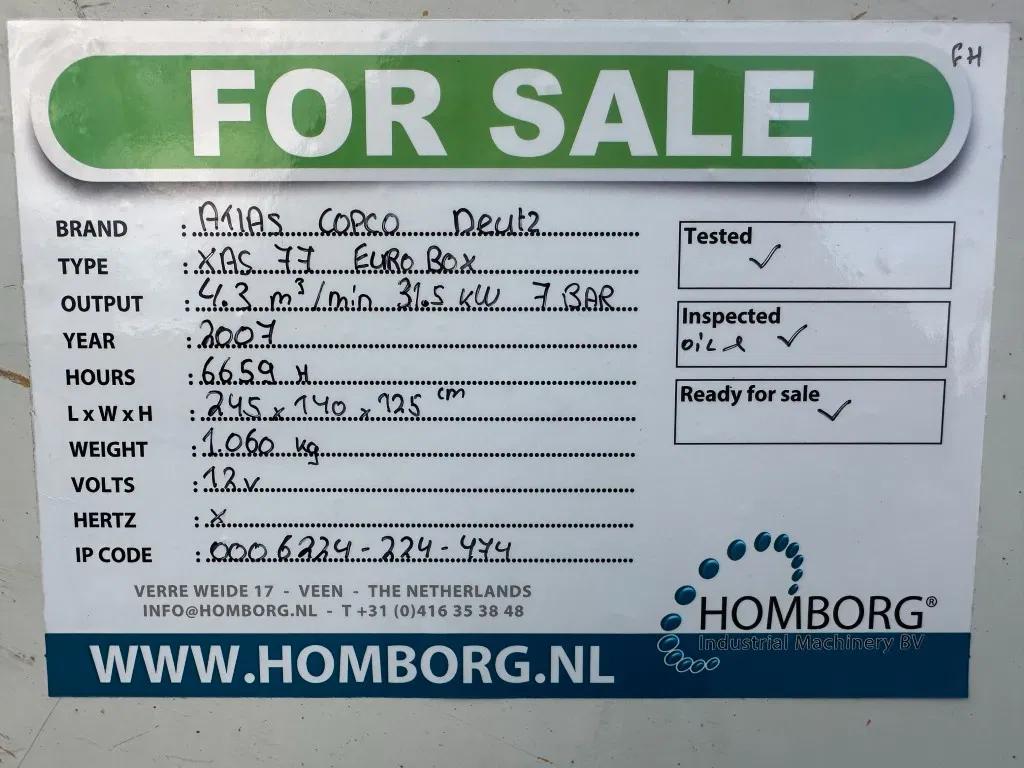 FOR SALE
FH
BRAND : ATLAS COPCO Deutz
TYPE : XAS 77 EURO BOX
OUTPUT : 4.3 m³/min 31.5 kW 7 BAR
YEAR : 2007
HOURS : 6659 H
L x W x H : 245 x 140 x 125 cm
WEIGHT : 1.060 kg
VOLTS : 12v
HERTZ : X
IP CODE : 0006224-224-474
Tested ✓
Inspected
oil ✓
Ready for sale ✓
VERRE WEIDE 17 - VEEN - THE NETHERLANDS
INFO@HOMBORG.NL - T +31 (0)416 35 38 48
HOMBORG®
Industrial Machinery BV
WWW.HOMBORG.NL